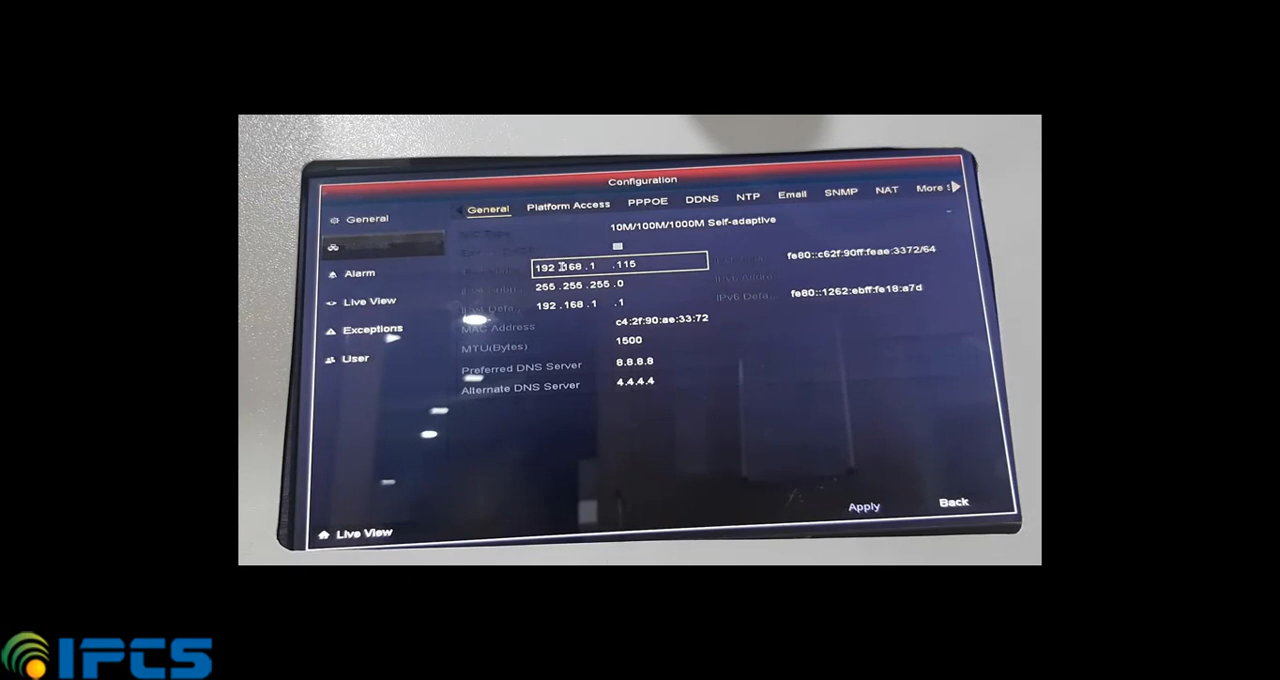 Configuration
General
Platform Access
PPPOE
DDNS
NTP
Email
SNMP
NAT
More
General
Alarm
Live View
Exceptions
User
10M/100M/1000M Self-adaptive
192.168.1.115
255.255.255.0
192.168.1.1
fe80::c62f:90ff:feae:3372/64
IPv6 Defa...
fe80::1262:ebff:fe18:a7d
MAC Address
c4:2f:90:ae:33:72
MTU(Bytes)
1500
Preferred DNS Server
8.8.8.8
Alternate DNS Server
4.4.4.4
Apply
Back
Live View
IPCS